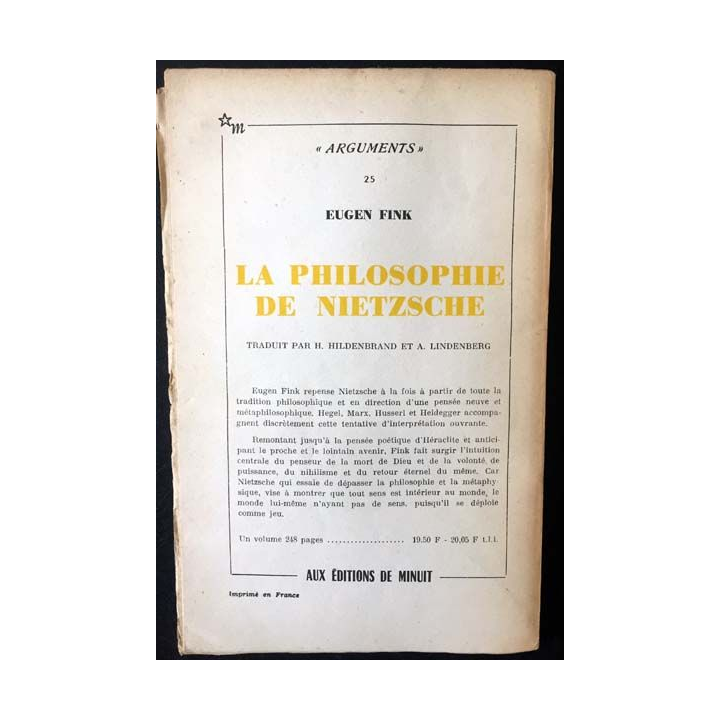 m
« ARGUMENTS »
25
EUGEN FINK
LA PHILOSOPHIE
DE NIETZSCHE
TRADUIT PAR H. HILDENBRAND ET A. LINDENBERG
Eugen Fink repense Nietzsche à la fois à partir de toute la
tradition philosophique et en direction d'une pensée neuve et
métaphilosophique. Hegel, Marx, Husserl et Heidegger accompa-
gnent discrètement cette tentative d'interprétation ouvrante.
Remontant jusqu'à la pensée poétique d'Héraclite et antici-
pant le proche et le lointain avenir, Fink fait surgir l'intuition
centrale du penseur de la mort de Dieu et de la volonté de
puissance, du nihilisme et du retour éternel du même. Car
Nietzsche qui essaie de dépasser la philosophie et la métaphy-
sique, vise à montrer que tout sens est intérieur au monde, le
monde lui-même n'ayant pas de sens, puisqu'il se déploie
comme jeu.
Un volume 248 pages .................... 19,50 F - 20,05 F t.l.i.
AUX ÉDITIONS DE MINUIT
Imprimé en France